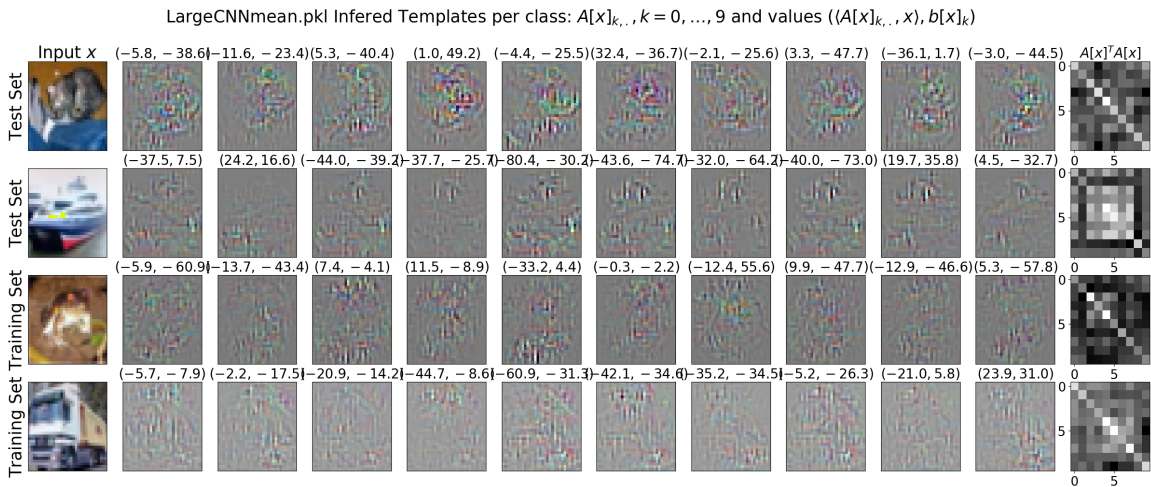 LargeCNNmean.pkl Infered Templates per class: A[x]_{k,.}, k = 0, ..., 9 and values (⟨A[x]_{k,.}, x⟩, b[x]_k)
Input x (−5.8, −38.6) (−11.6, −23.4) (5.3, −40.4) (1.0, 49.2) (−4.4, −25.5) (32.4, −36.7) (−2.1, −25.6) (3.3, −47.7) (−36.1, 1.7) (−3.0, −44.5) A[x]^T A[x]
Test Set
0
5
0 5
(−37.5, 7.5) (24.2, 16.6) (−44.0, −39.2) (−37.7, −25.7) (−80.4, −30.2) (−43.6, −74.7) (−32.0, −64.2) (−40.0, −73.0) (19.7, 35.8) (4.5, −32.7)
Test Set
0
5
0 5
(−5.9, −60.9) (−13.7, −43.4) (7.4, −4.1) (11.5, −8.9) (−33.2, 4.4) (−0.3, −2.2) (−12.4, 55.6) (9.9, −47.7) (−12.9, −46.6) (5.3, −57.8)
Training Set
0
5
0 5
(−5.7, −7.9) (−2.2, −17.5) (−20.9, −14.2) (−44.7, −8.6) (−60.9, −31.3) (−42.1, −34.6) (−35.2, −34.5) (−5.2, −26.3) (−21.0, 5.8) (23.9, 31.0)
Training Set
0
5
0 5